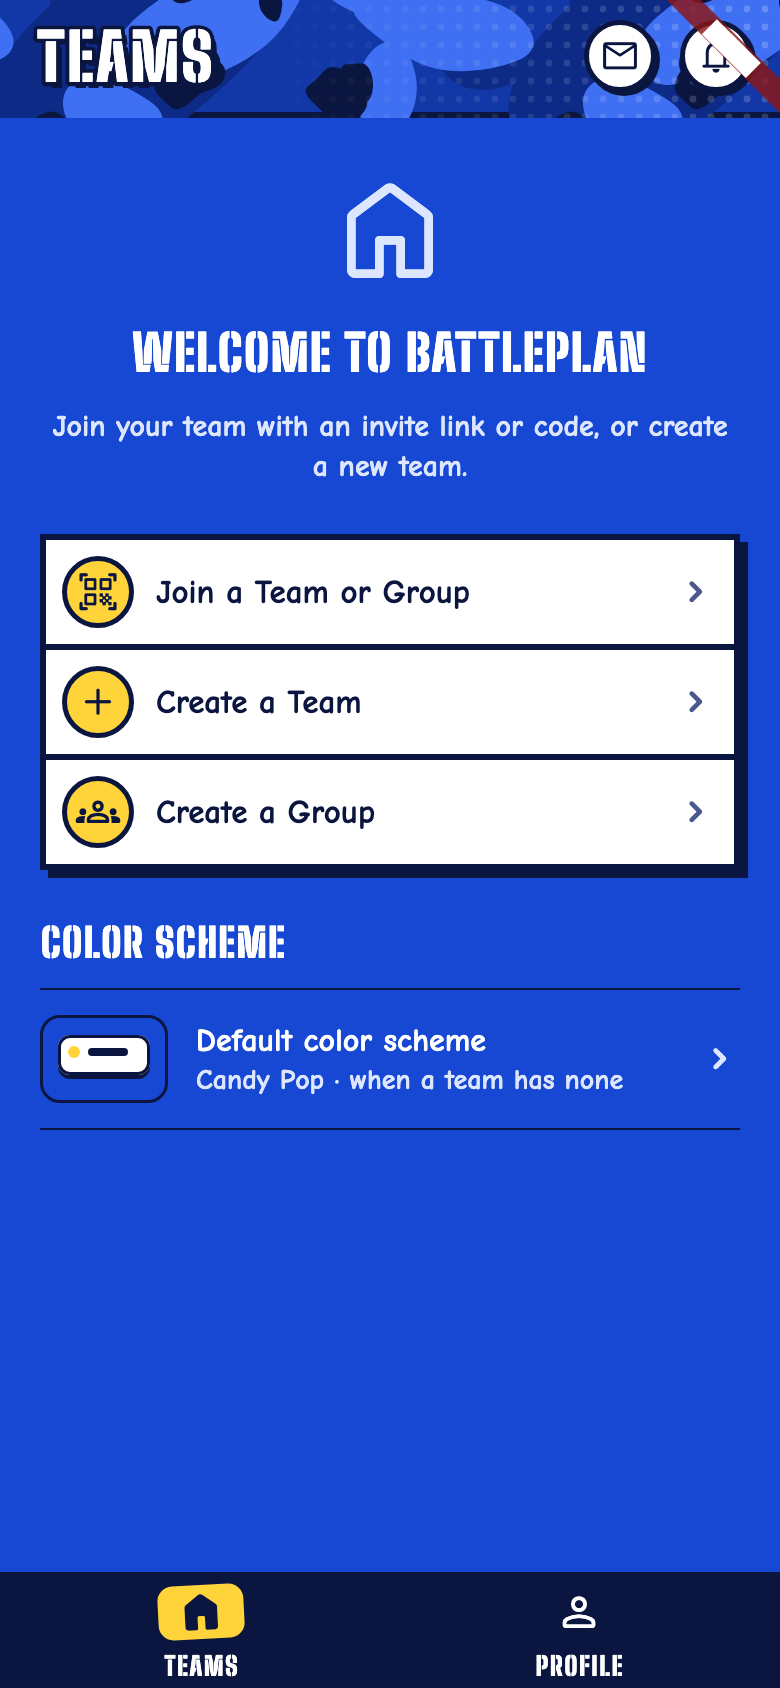 TEAMS
WELCOME TO BATTLEPLAN
Join your team with an invite link or code, or create
a new team.
Join a Team or Group
Create a Team
Create a Group
COLOR SCHEME
Default color scheme
Candy Pop · when a team has none
TEAMS
PROFILE